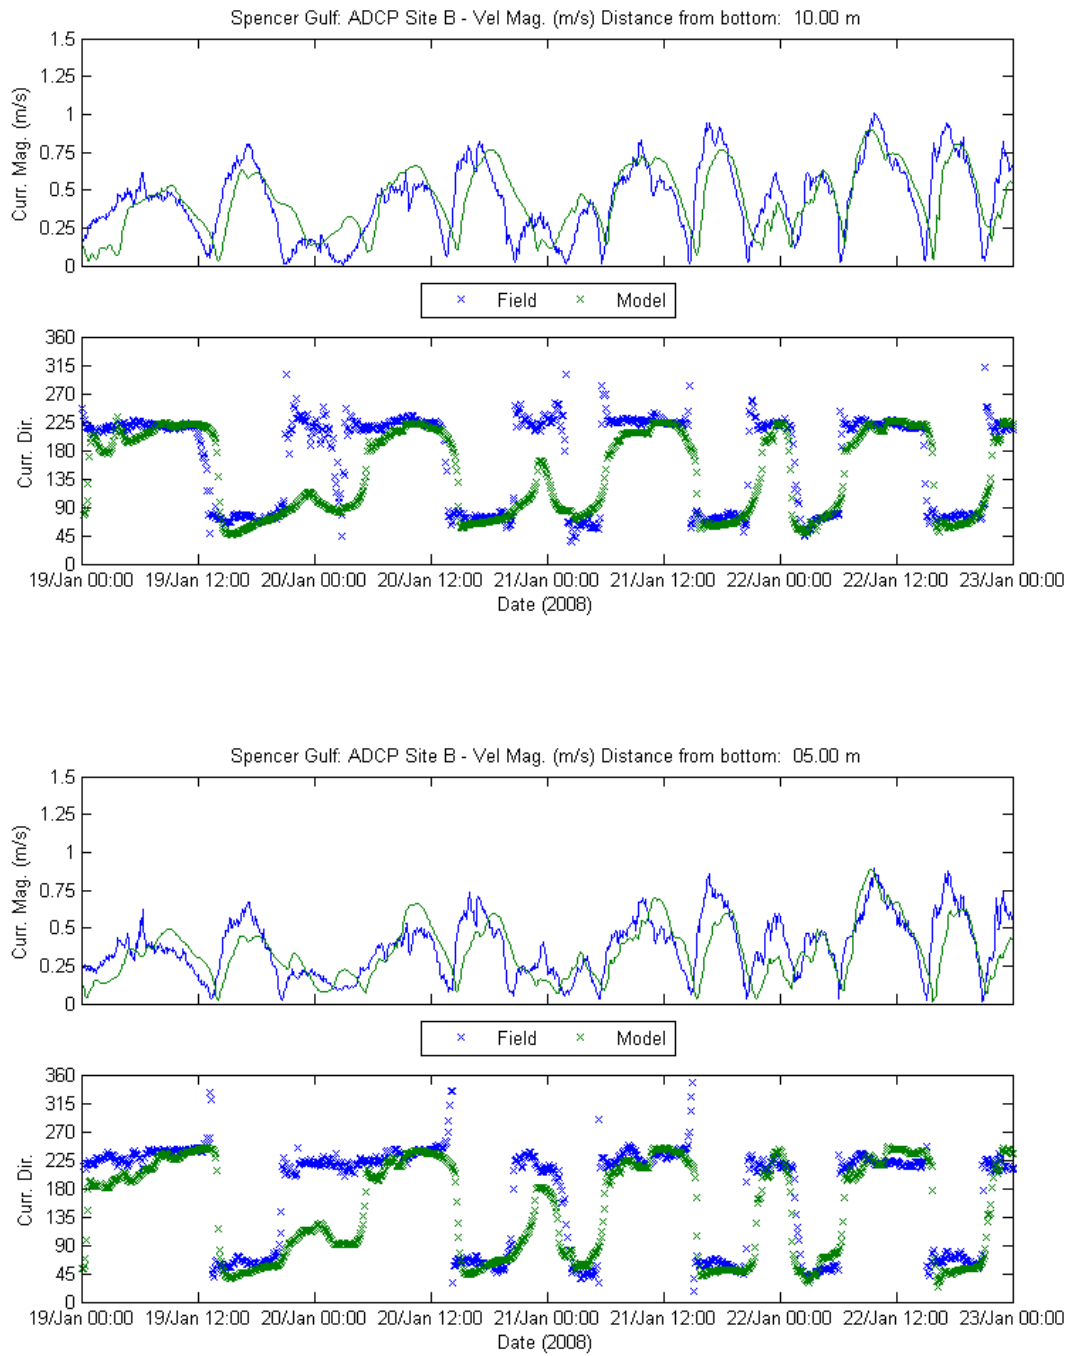 Spencer Gulf: ADCP Site B - Vel Mag. (m/s) Distance from bottom: 10.00 m
1.5
1.25
1
0.75
0.5
0.25
0
Curr. Mag. (m/s)
× Field × Model
360
315
270
225
180
135
90
45
0
Curr. Dir.
19/Jan 00:00 19/Jan 12:00 20/Jan 00:00 20/Jan 12:00 21/Jan 00:00 21/Jan 12:00 22/Jan 00:00 22/Jan 12:00 23/Jan 00:00
Date (2008)
Spencer Gulf: ADCP Site B - Vel Mag. (m/s) Distance from bottom: 05.00 m
1.5
1.25
1
0.75
0.5
0.25
0
Curr. Mag. (m/s)
× Field × Model
360
315
270
225
180
135
90
45
0
Curr. Dir.
19/Jan 00:00 19/Jan 12:00 20/Jan 00:00 20/Jan 12:00 21/Jan 00:00 21/Jan 12:00 22/Jan 00:00 22/Jan 12:00 23/Jan 00:00
Date (2008)